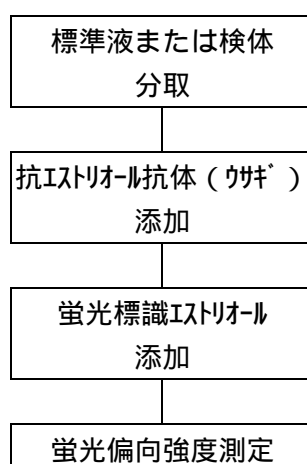 標準液または検体
分取
抗ｴｽﾄﾘｵｰﾙ抗体（ｳｻｷﾞ）
添加
蛍光標識ｴｽﾄﾘｵｰﾙ
添加
蛍光偏向強度測定